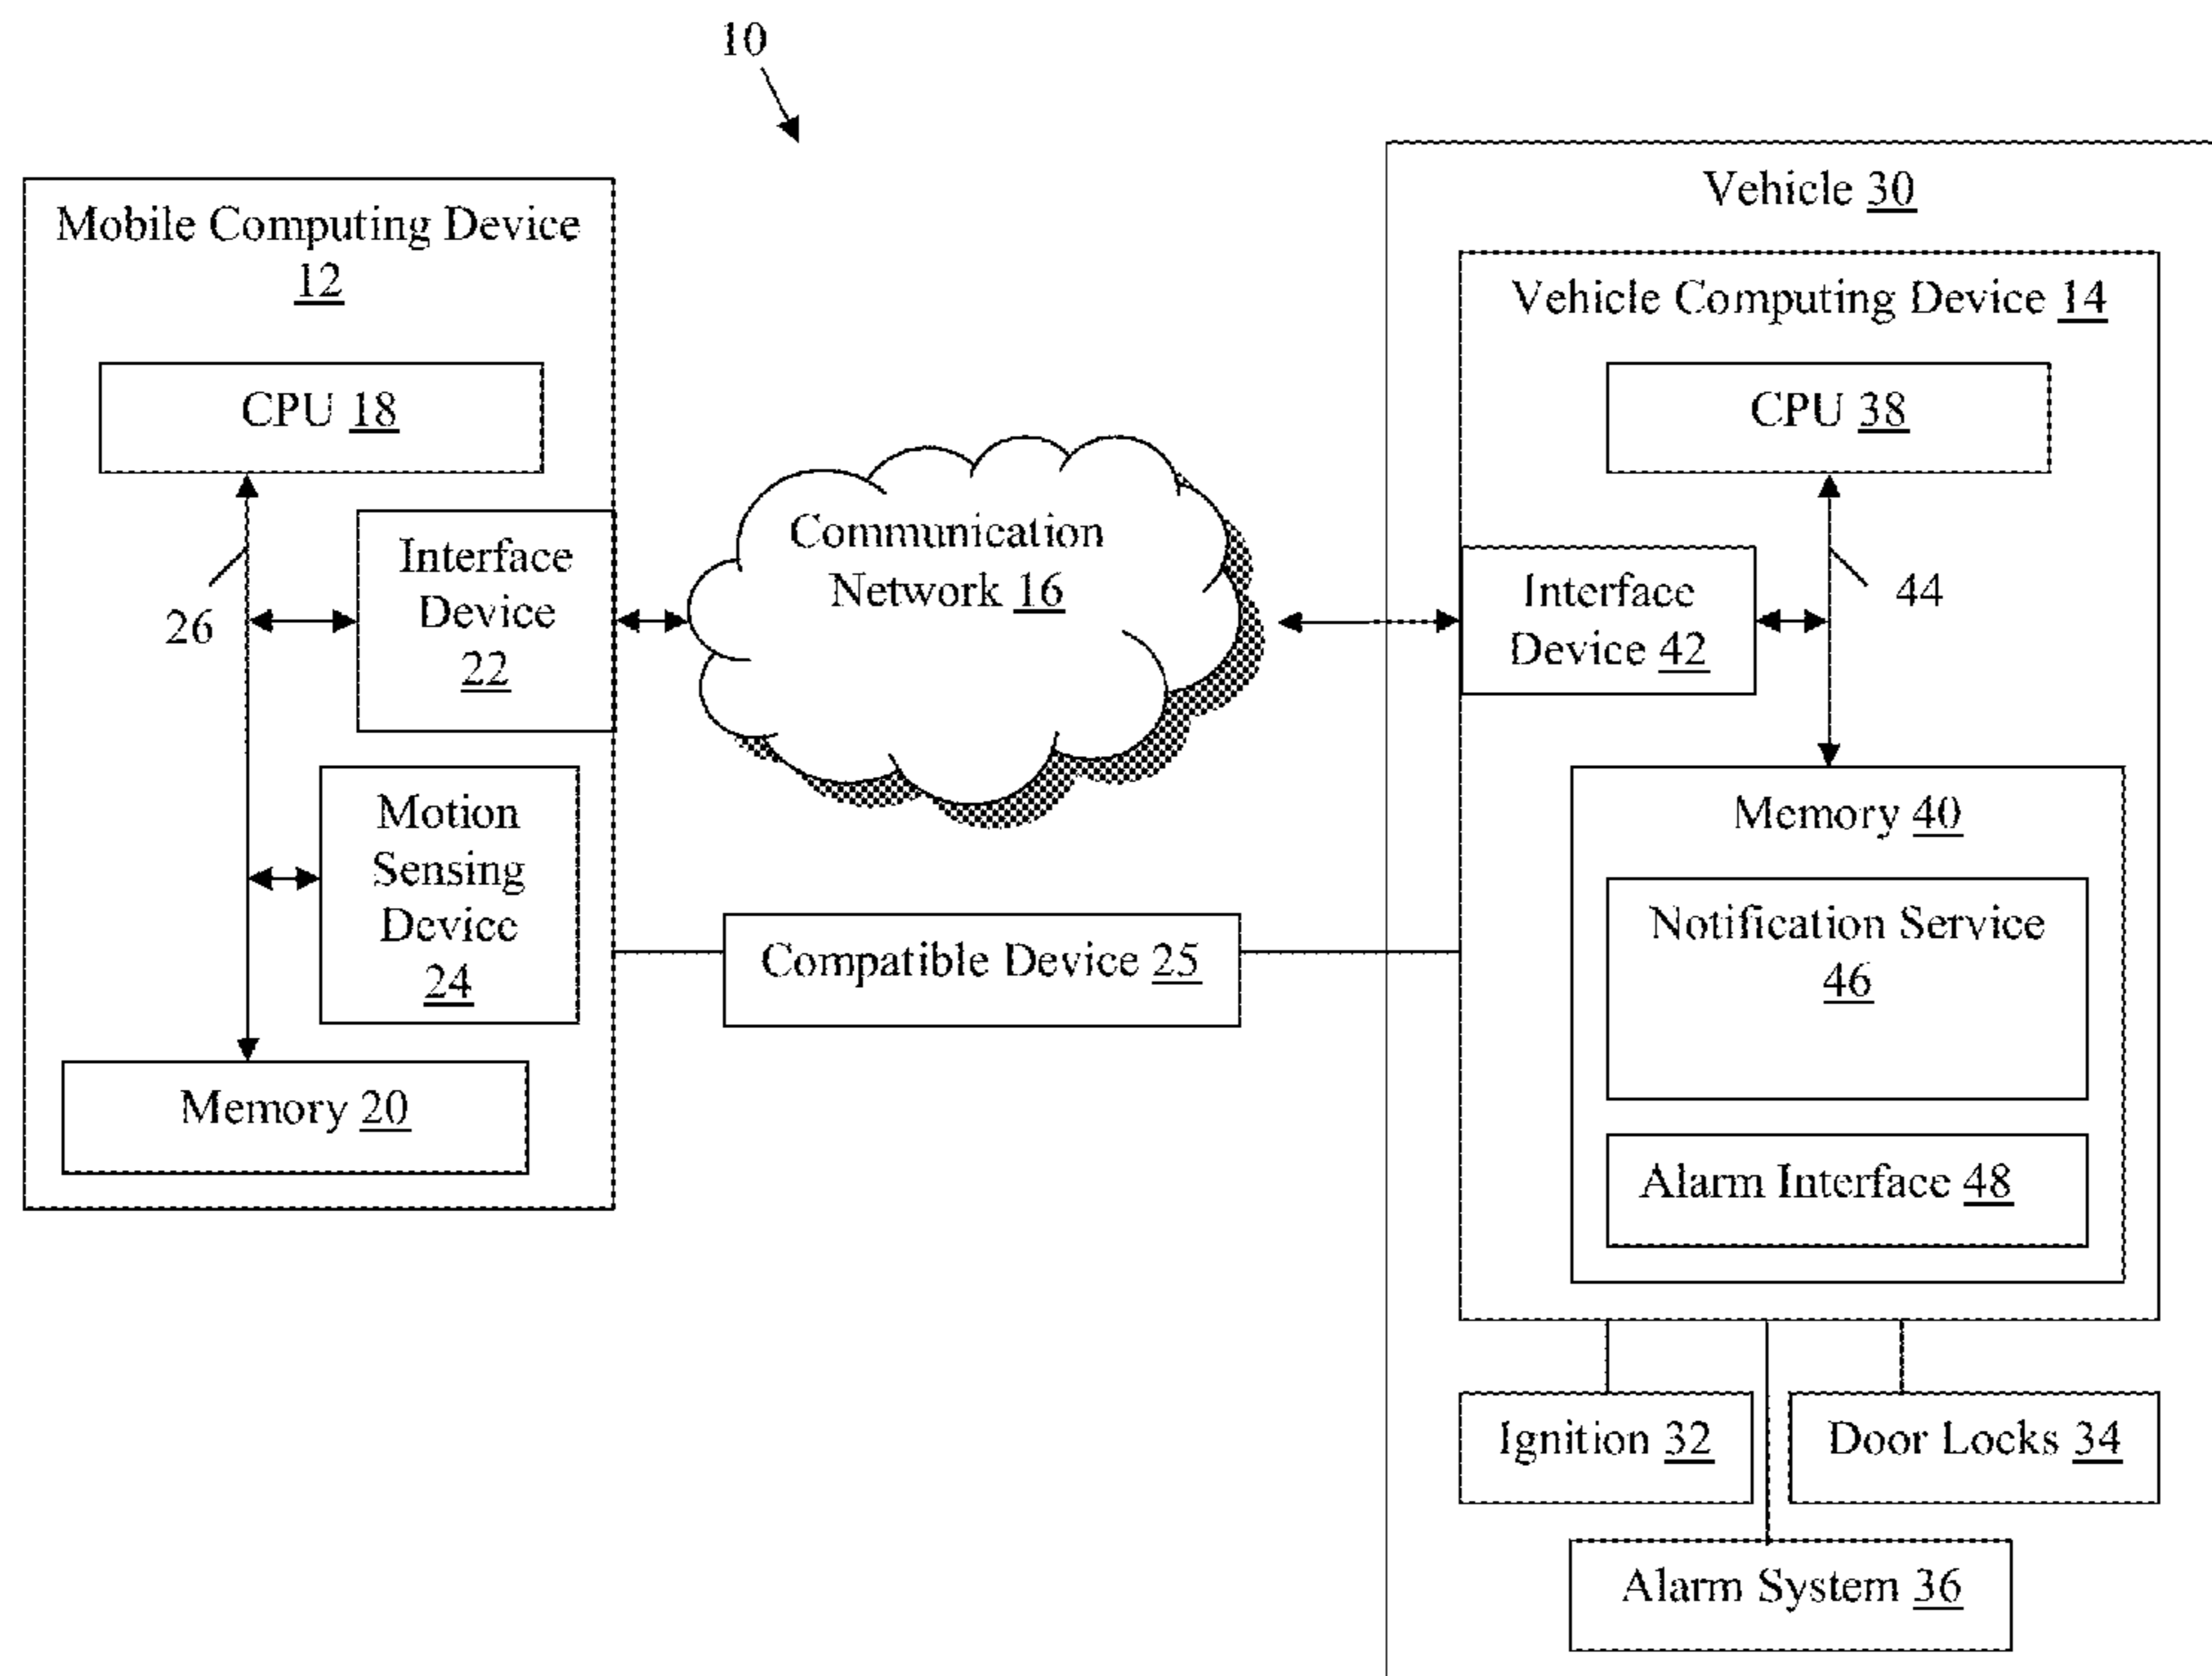 10
Mobile Computing Device
12
CPU 18
26
Interface
Device
22
Motion
Sensing
Device
24
Memory 20
Communication
Network 16
Compatible Device 25
Vehicle 30
Vehicle Computing Device 14
CPU 38
Interface
Device 42
44
Memory 40
Notification Service
46
Alarm Interface 48
Ignition 32
Door Locks 34
Alarm System 36